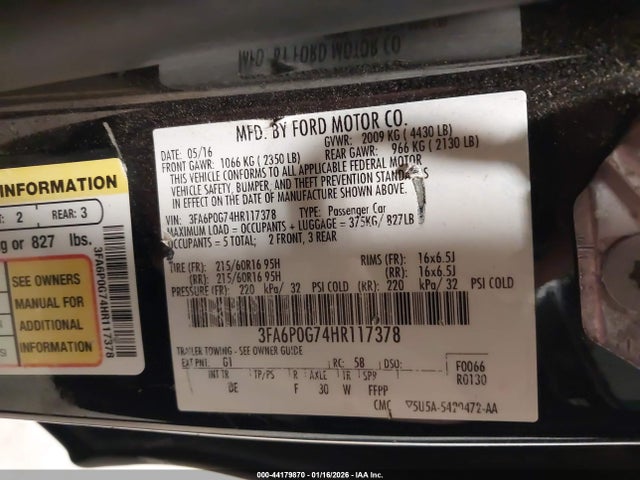 MFD. BY FORD MOTOR CO.
MFD. BY FORD MOTOR CO.
DATE: 05/16 GVWR: 2009 KG ( 4430 LB)
FRONT GAWR: 1066 KG ( 2350 LB) REAR GAWR: 966 KG ( 2130 LB)
THIS VEHICLE CONFORMS TO ALL APPLICABLE FEDERAL MOTOR
VEHICLE SAFETY, BUMPER, AND THEFT PREVENTION STANDARDS
IN EFFECT ON THE DATE OF MANUFACTURE SHOWN ABOVE.
VIN: 3FA6P0G74HR117378 TYPE: Passenger Car
MAXIMUM LOAD = OCCUPANTS + LUGGAGE = 375KG/ 827LB
OCCUPANTS = 5 TOTAL; 2 FRONT, 3 REAR
TIRE (FR): 215/60R16 95H RIMS (FR): 16x6.5J
(RR): 215/60R16 95H (RR): 16x6.5J
PRESSURE (FR): 220 kPa/ 32 PSI COLD (RR): 220 kPa/ 32 PSI COLD
3FA6P0G74HR117378
TRAILER TOWING - SEE OWNER GUIDE
EXT PNT: G1 RC: 58 DSO:
INT TR TP/PS R AXLE TR SPR
DE F 30 W FFPP
F0066
R0130
5U5A-5420472-AA
INFORMATION
2 REAR: 3
g or 827 lbs.
SEE OWNERS
MANUAL FOR
ADDITIONAL
INFORMATION
3FA6P0G74HR117378
000-44179870 - 01/16/2026 - IAA Inc.